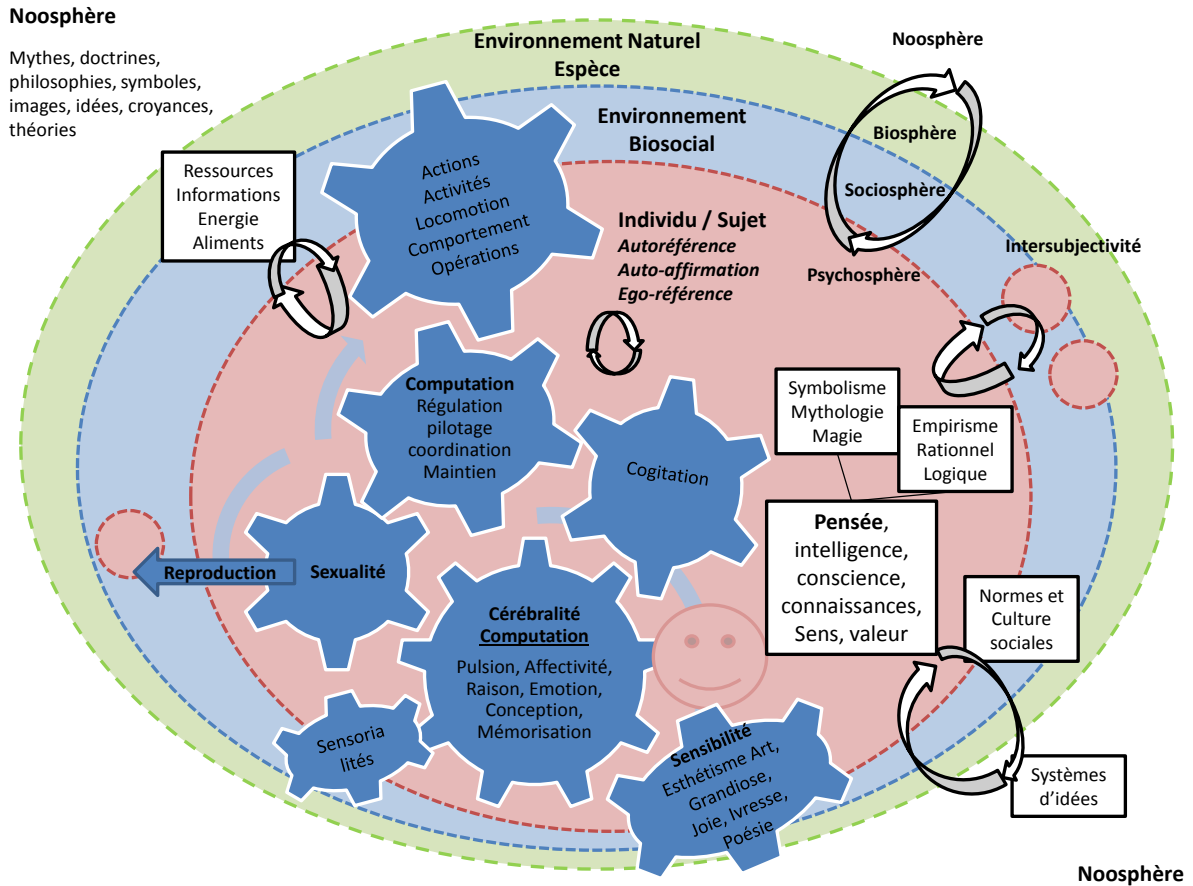 Noosphère
Mythes, doctrines,
philosophies, symboles,
images, idées, croyances,
théories
Environnement Naturel
Espèce
Noosphère
Environnement
Biosocial
Biosphère
Sociosphère
Psychosphère
Intersubjectivité
Ressources
Informations
Energie
Aliments
Actions
Activités
Locomotion
Comportement
Opérations
Individu / Sujet
Autoréférence
Auto-affirmation
Ego-référence
Computation
Régulation
pilotage
coordination
Maintien
Cogitation
Symbolisme
Mythologie
Magie
Empirisme
Rationnel
Logique
Pensée,
intelligence,
conscience,
connaissances,
Sens, valeur
Reproduction
Sexualité
Cérébralité
Computation
Pulsion, Affectivité,
Raison, Emotion,
Conception,
Mémorisation
Normes et
Culture
sociales
Sensoria
lités
Sensibilité
Esthétisme Art,
Grandiose,
Joie, Ivresse,
Poésie
Systèmes
d'idées
Noosphère